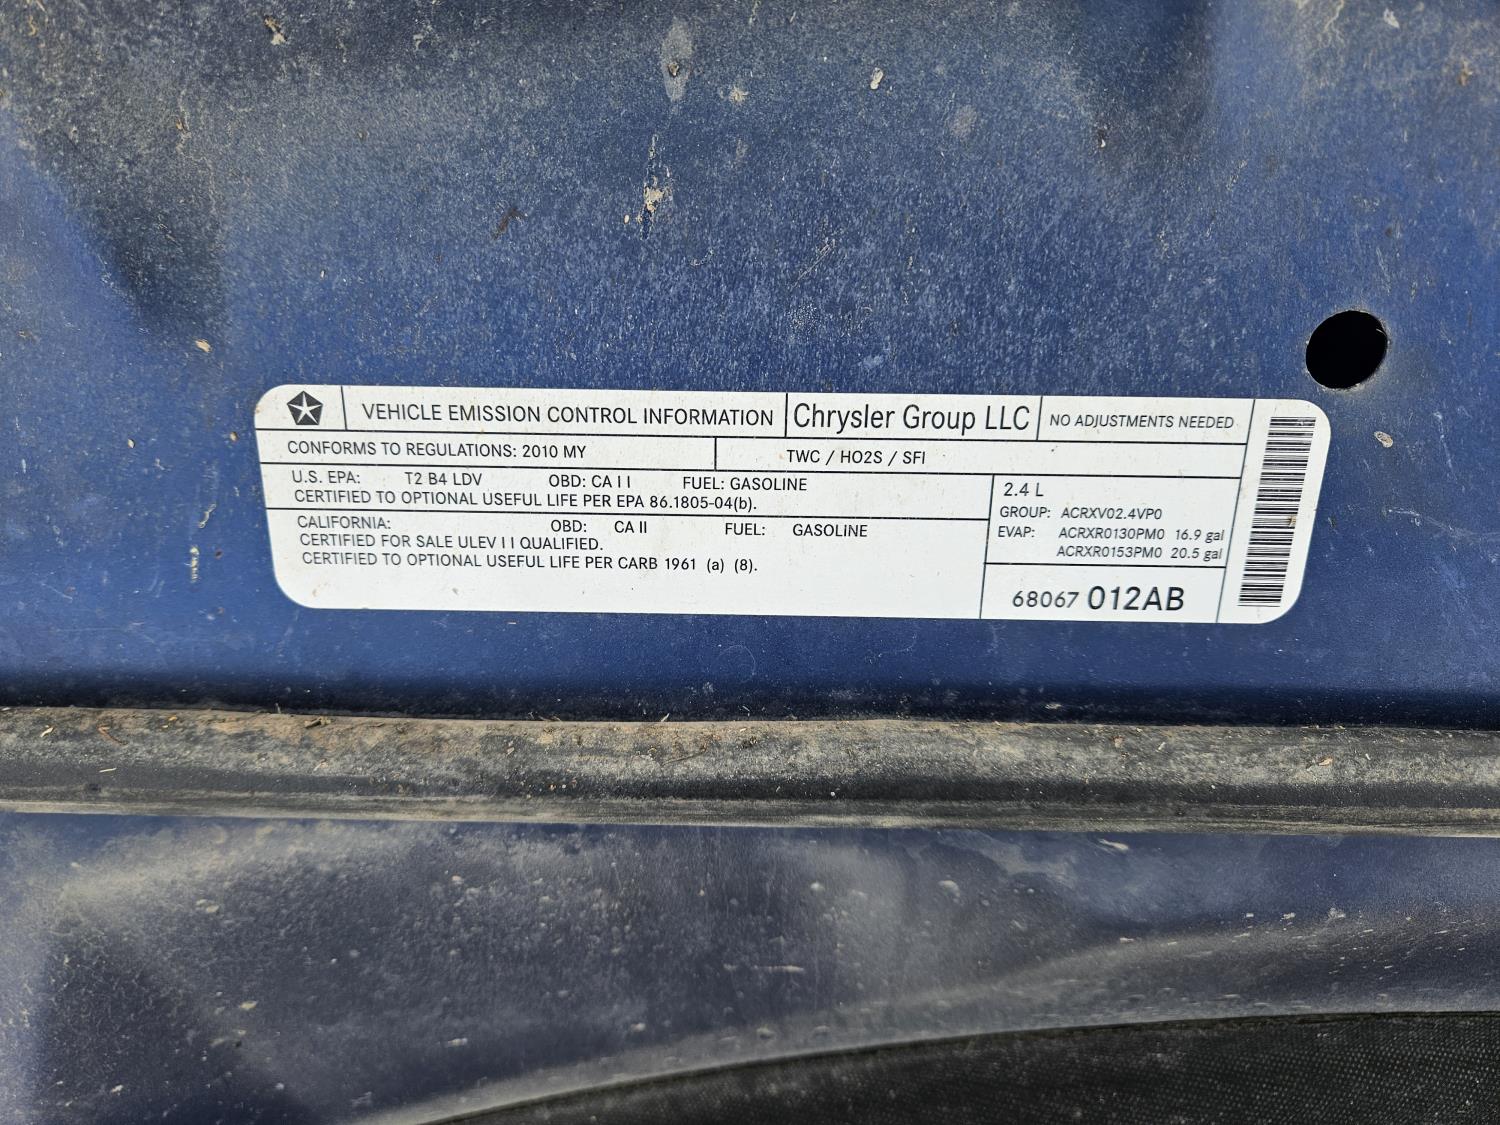 VEHICLE EMISSION CONTROL INFORMATION
Chrysler Group LLC
NO ADJUSTMENTS NEEDED
CONFORMS TO REGULATIONS: 2010 MY
TWC / HO2S / SFI
U.S. EPA: T2 B4 LDV OBD: CA I I FUEL: GASOLINE
CERTIFIED TO OPTIONAL USEFUL LIFE PER EPA 86.1805-04(b).
CALIFORNIA: OBD: CA II FUEL: GASOLINE
CERTIFIED FOR SALE ULEV I I QUALIFIED.
CERTIFIED TO OPTIONAL USEFUL LIFE PER CARB 1961 (a) (8).
2.4 L
GROUP: ACRXV02.4VP0
EVAP: ACRXR0130PM0 16.9 gal
ACRXR0153PM0 20.5 gal
68067 012AB